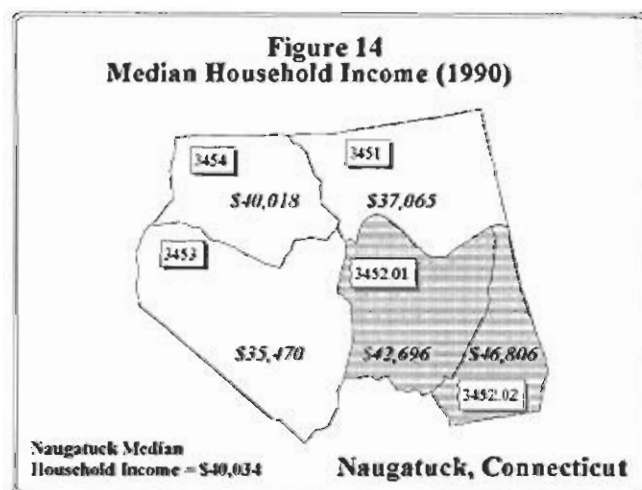 Figure 14
Median Household Income (1990)
3454
3451
$40,018
$37,065
3453
3452.01
$35,470
$42,696
$46,806
3452.02
Naugatuck Median
Household Income = $40,034
Naugatuck, Connecticut